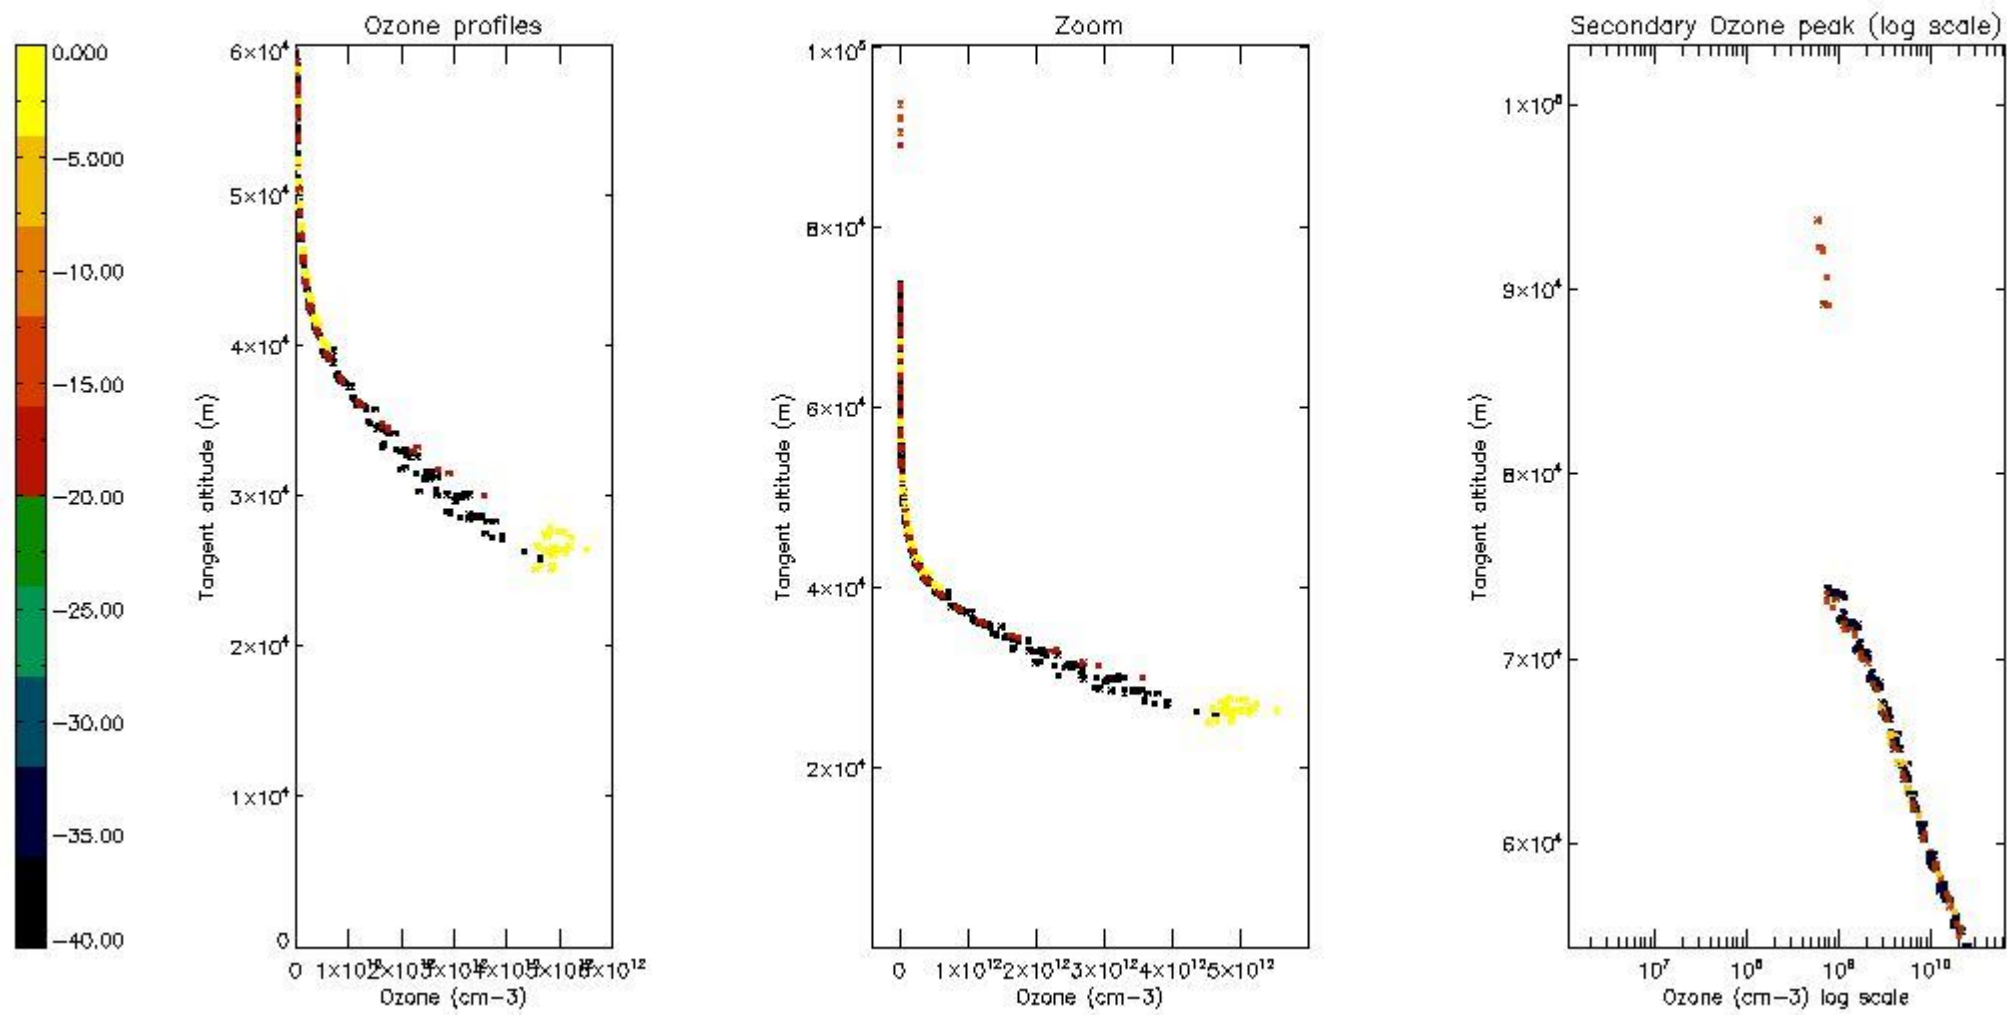 Ozone profiles
Zoom
Secondary Ozone peak (log scale)
0.000
−5.000
−10.00
−15.00
−20.00
−25.00
−30.00
−35.00
−40.00
6×10⁴
5×10⁴
4×10⁴
3×10⁴
2×10⁴
1×10⁴
0
Tangent altitude (m)
0 1×10¹²
Ozone (cm−3)
1×10⁵
8×10⁴
6×10⁴
4×10⁴
2×10⁴
Tangent altitude (m)
0 1×10¹² 2×10¹² 3×10¹² 4×10¹² 5×10¹²
Ozone (cm−3)
9×10⁴
8×10⁴
7×10⁴
6×10⁴
Tangent altitude (m)
10⁷ 10¹⁰
Ozone (cm−3) log scale